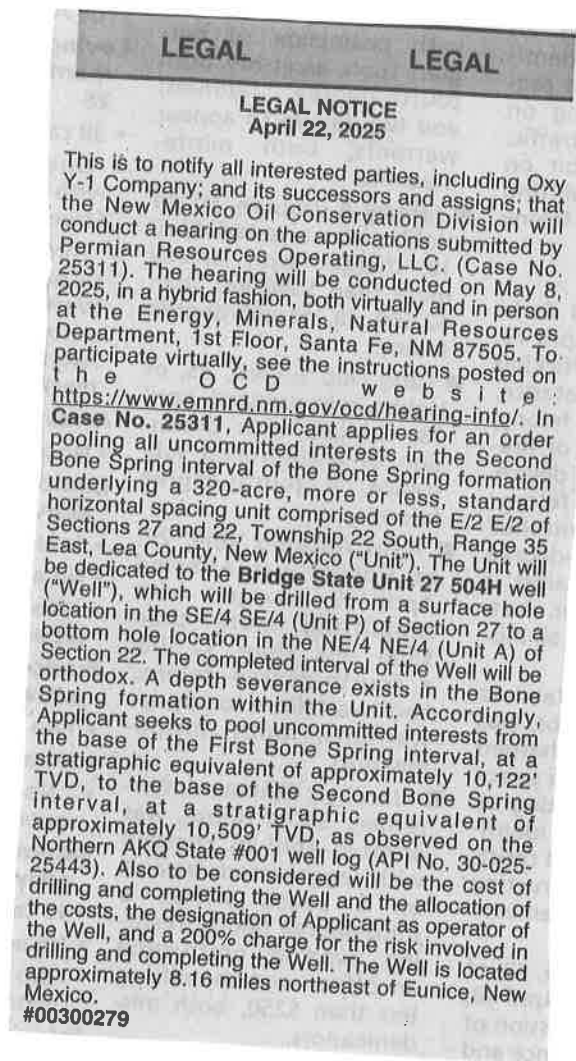 LEGAL LEGAL
LEGAL NOTICE
April 22, 2025
This is to notify all interested parties, including Oxy
Y-1 Company; and its successors and assigns; that
the New Mexico Oil Conservation Division will
conduct a hearing on the applications submitted by
Permian Resources Operating, LLC. (Case No.
25311). The hearing will be conducted on May 8,
2025, in a hybrid fashion, both virtually and in person
at the Energy, Minerals, Natural Resources
Department, 1st Floor, Santa Fe, NM 87505. To
participate virtually, see the instructions posted on
the OCD website:
https://www.emnrd.nm.gov/ocd/hearing-info/. In
Case No. 25311, Applicant applies for an order
pooling all uncommitted interests in the Second
Bone Spring interval of the Bone Spring formation
underlying a 320-acre, more or less, standard
horizontal spacing unit comprised of the E/2 E/2 of
Sections 27 and 22, Township 22 South, Range 35
East, Lea County, New Mexico ("Unit"). The Unit will
be dedicated to the Bridge State Unit 27 504H well
("Well"), which will be drilled from a surface hole
location in the SE/4 SE/4 (Unit P) of Section 27 to a
bottom hole location in the NE/4 NE/4 (Unit A) of
Section 22. The completed interval of the Well will be
orthodox. A depth severance exists in the Bone
Spring formation within the Unit. Accordingly,
Applicant seeks to pool uncommitted interests from
the base of the First Bone Spring interval, at a
stratigraphic equivalent of approximately 10,122'
TVD, to the base of the Second Bone Spring
interval, at a stratigraphic equivalent of
approximately 10,509' TVD, as observed on the
Northern AKQ State #001 well log (API No. 30-025-
25443). Also to be considered will be the cost of
drilling and completing the Well and the allocation of
the costs, the designation of Applicant as operator of
the Well, and a 200% charge for the risk involved in
drilling and completing the Well. The Well is located
approximately 8.16 miles northeast of Eunice, New
Mexico.
#00300279